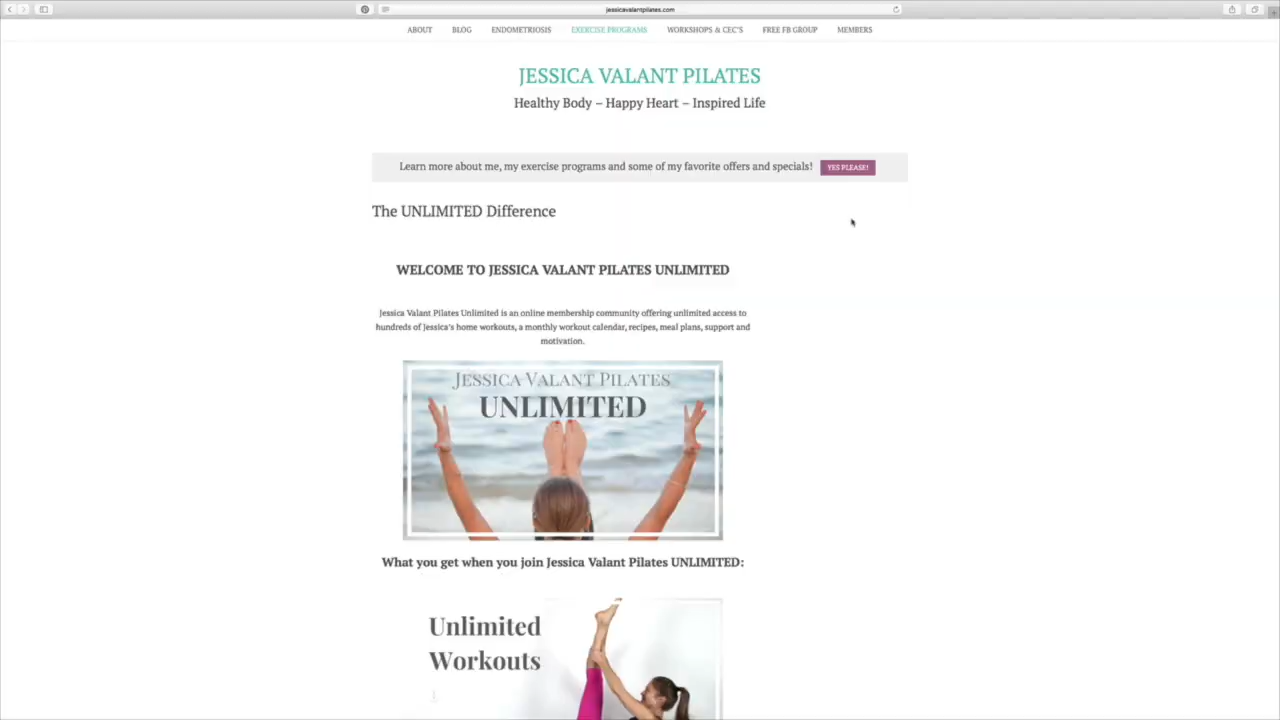 jessicavalantpilates.com
ABOUT BLOG ENDOMETRIOSIS EXERCISE PROGRAMS WORKSHOPS & CEC'S FREE FB GROUP MEMBERS
JESSICA VALANT PILATES
Healthy Body – Happy Heart – Inspired Life
Learn more about me, my exercise programs and some of my favorite offers and specials! YES PLEASE!
The UNLIMITED Difference
WELCOME TO JESSICA VALANT PILATES UNLIMITED
Jessica Valant Pilates Unlimited is an online membership community offering unlimited access to
hundreds of Jessica's home workouts, a monthly workout calendar, recipes, meal plans, support and
motivation.
JESSICA VALANT PILATES
UNLIMITED
What you get when you join Jessica Valant Pilates UNLIMITED:
Unlimited
Workouts